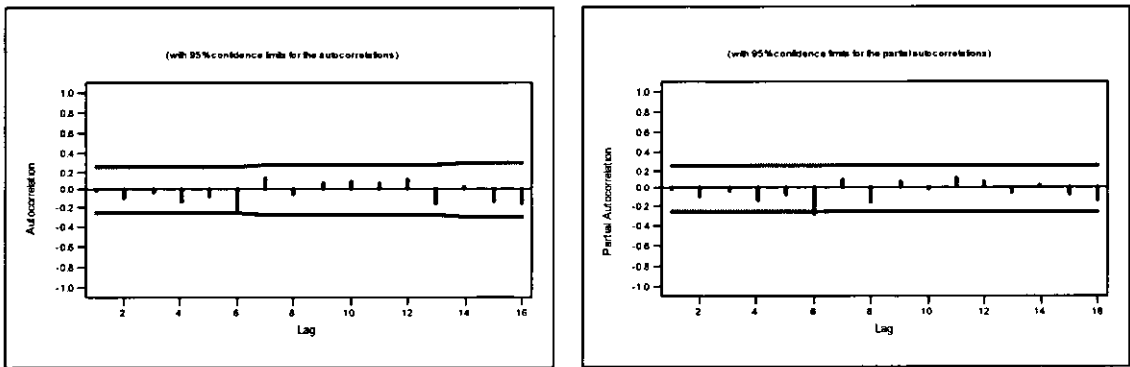 (with 95% confidence limits for the autocorrelations)
1.0
0.8
0.6
0.4
0.2
0.0
-0.2
-0.4
-0.6
-0.8
-1.0
Autocorrelation
2 4 6 8 10 12 14 16
Lag
(with 95% confidence limits for the partial autocorrelations)
1.0
0.8
0.6
0.4
0.2
0.0
-0.2
-0.4
-0.6
-0.8
-1.0
Partial Autocorrelation
2 4 6 8 10 12 14 16
Lag